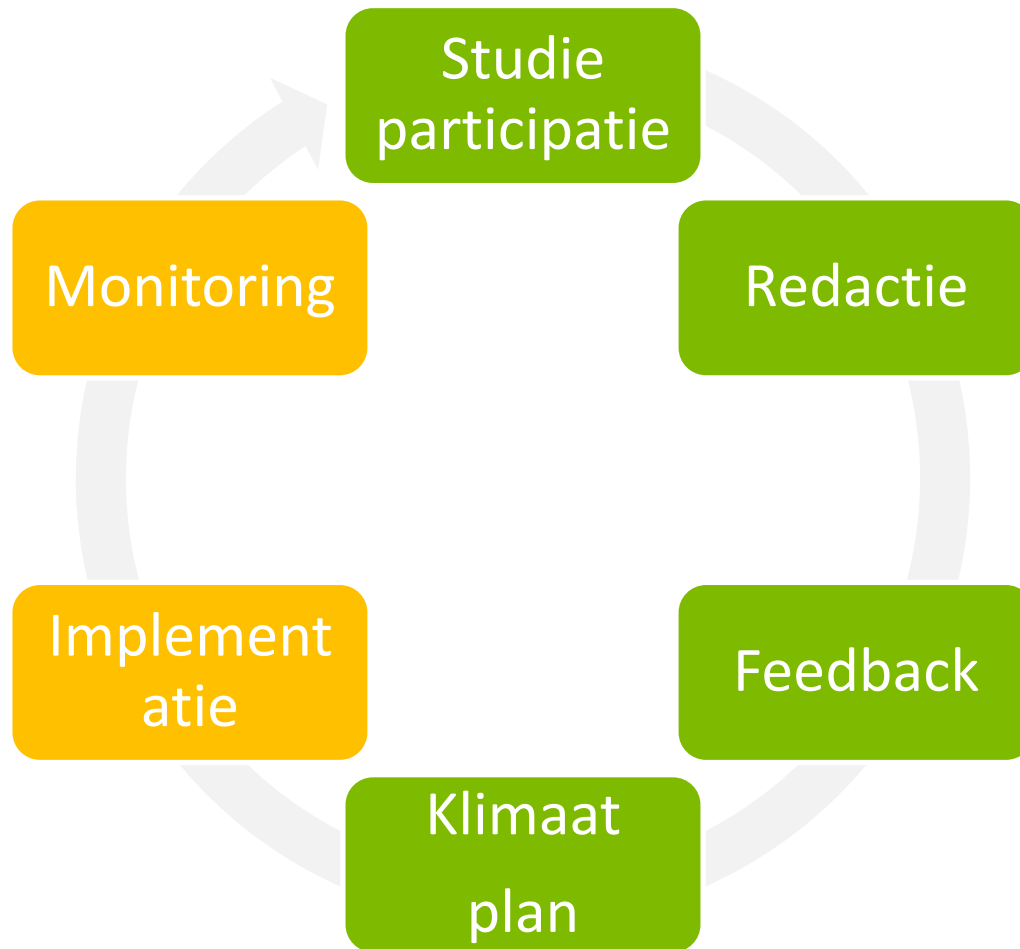 Studie
participatie
Redactie
Feedback
Klimaat
plan
Implement
atie
Monitoring